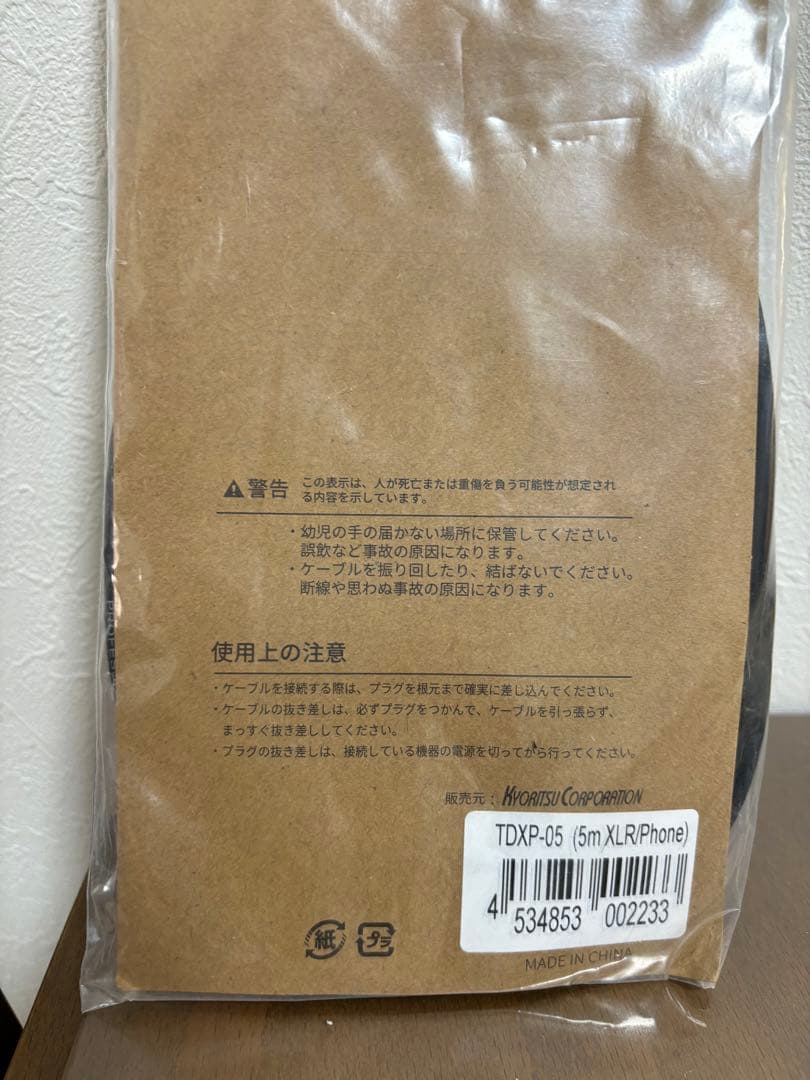 ⚠警告 この表示は、人が死亡または重傷を負う可能性が想定され
る内容を示しています。
・幼児の手の届かない場所に保管してください。
誤飲など事故の原因になります。
・ケーブルを振り回したり、結ばないでください。
断線や思わぬ事故の原因になります。
使用上の注意
・ケーブルを接続する際は、プラグを根元まで確実に差し込んでください。
・ケーブルの抜き差しは、必ずプラグをつかんで、ケーブルを引っ張らず、
まっすぐ抜き差ししてください。
・プラグの抜き差しは、接続している機器の電源を切ってから行ってください。
販売元： KYORITSU CORPORATION
TDXP-05 (5m XLR/Phone)
4 534853 002233
紙 プラ
MADE IN CHINA